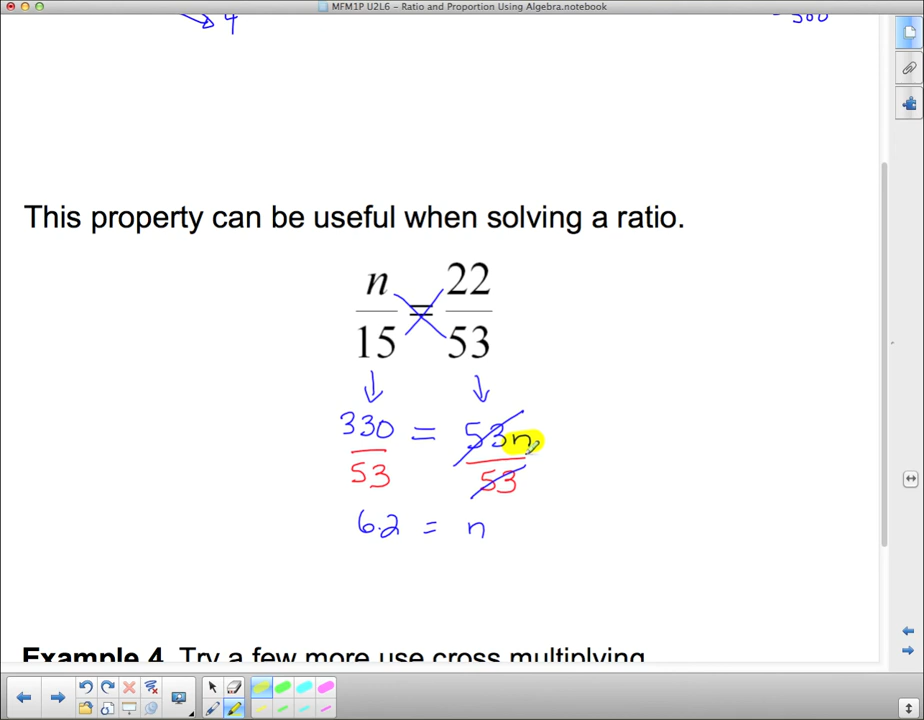 MFM1P U2L6 – Ratio and Proportion Using Algebra.notebook
4
500
This property can be useful when solving a ratio.
n/15 = 22/53
330 = 53n
53 53
6.2 = n
Example 4 Try a few more use cross multiplying